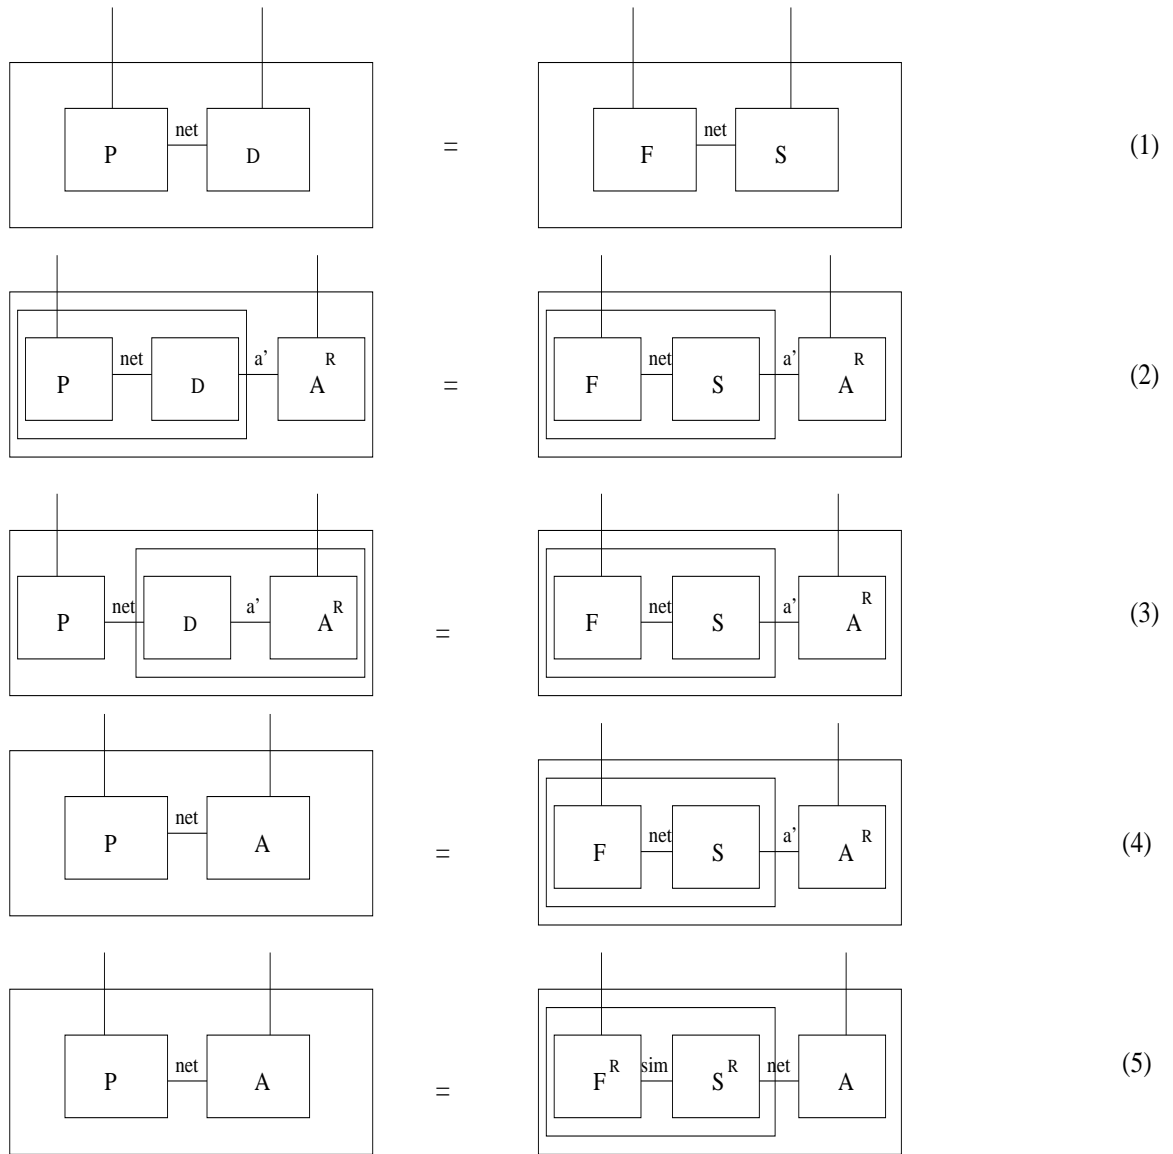 P net D = F net S (1)
P net D a' A R = F net S a' A R (2)
P net D a' A R = F net S a' A R (3)
P net A = F net S a' A R (4)
P net A = F R sim S R net A (5)